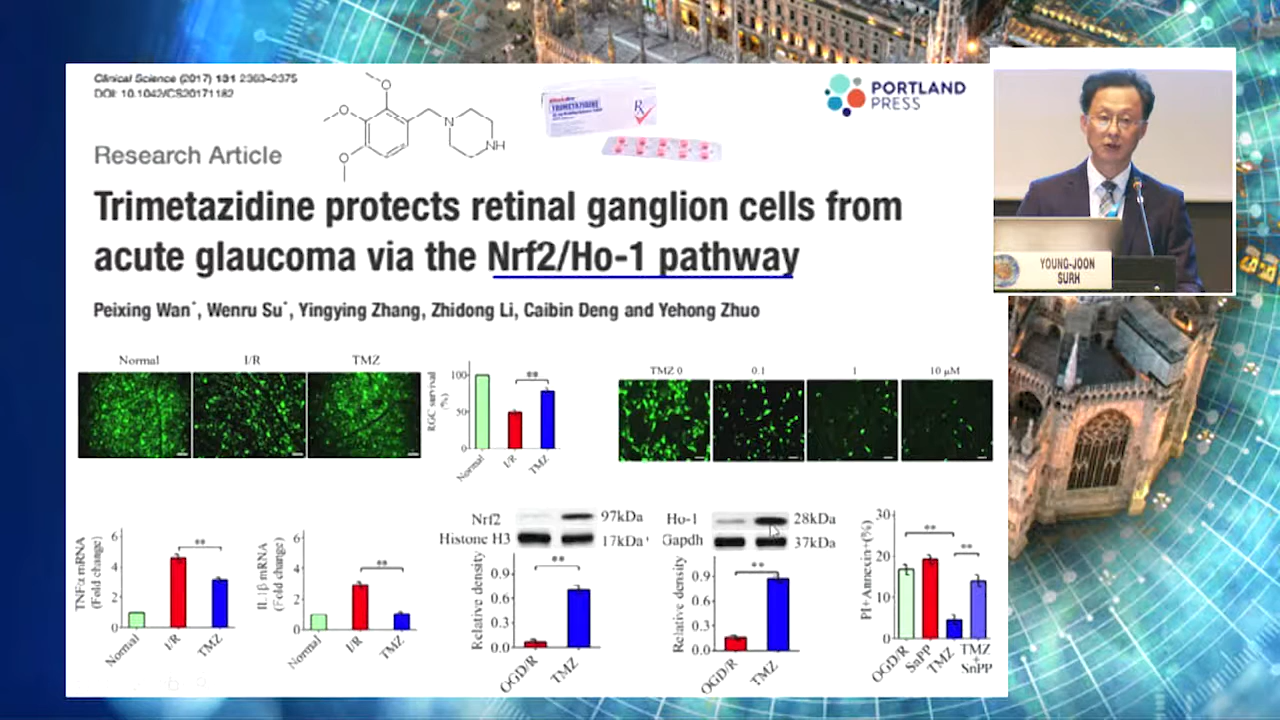 Clinical Science (2017) 131 2363–2375
DOI: 10.1042/CS20171182
PORTLAND
PRESS
TRIMETAZIDINE
Rx
N
NH
O
O
O
Research Article
Trimetazidine protects retinal ganglion cells from
acute glaucoma via the Nrf2/Ho-1 pathway
Peixing Wan*, Wenru Su*, Yingying Zhang, Zhidong Li, Caibin Deng and Yehong Zhuo
YOUNG-JOON
SURH
Normal I/R TMZ
RGC survival
(%)
100
50
0
**
Normal I/R TMZ
TMZ 0 0.1 1 10 μM
TNFα mRNA
(Fold change)
6
4
2
0
**
Normal I/R TMZ
IL1β mRNA
(Fold change)
6
4
2
0
**
Normal I/R TMZ
Nrf2 97kDa
Histone H3 17kDa
Relative density
0.9
0.6
0.3
0.0
**
OGD/R TMZ
Ho-1 28kDa
Gapdh 37kDa
Relative density
0.9
0.6
0.3
0.0
**
OGD/R TMZ
PI+Annexin+(%)
30
20
10
0
**
**
OGD/R SnPP TMZ TMZ
+
SnPP